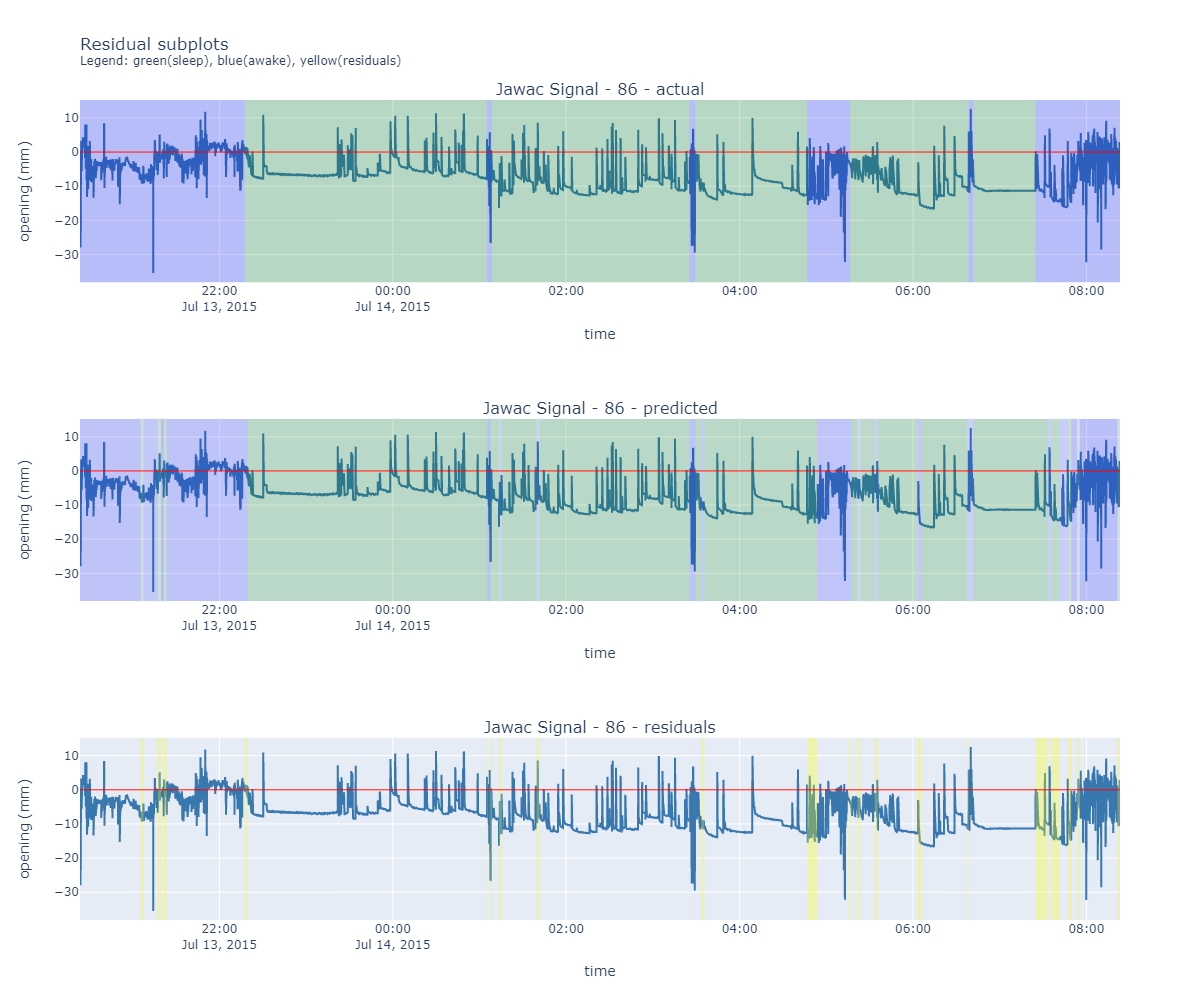 Residual subplots
Legend: green(sleep), blue(awake), yellow(residuals)
Jawac Signal - 86 - actual
opening (mm)
10
0
−10
−20
−30
22:00 00:00 02:00 04:00 06:00 08:00
Jul 13, 2015 Jul 14, 2015
time
Jawac Signal - 86 - predicted
opening (mm)
10
0
−10
−20
−30
22:00 00:00 02:00 04:00 06:00 08:00
Jul 13, 2015 Jul 14, 2015
time
Jawac Signal - 86 - residuals
opening (mm)
10
0
−10
−20
−30
22:00 00:00 02:00 04:00 06:00 08:00
Jul 13, 2015 Jul 14, 2015
time